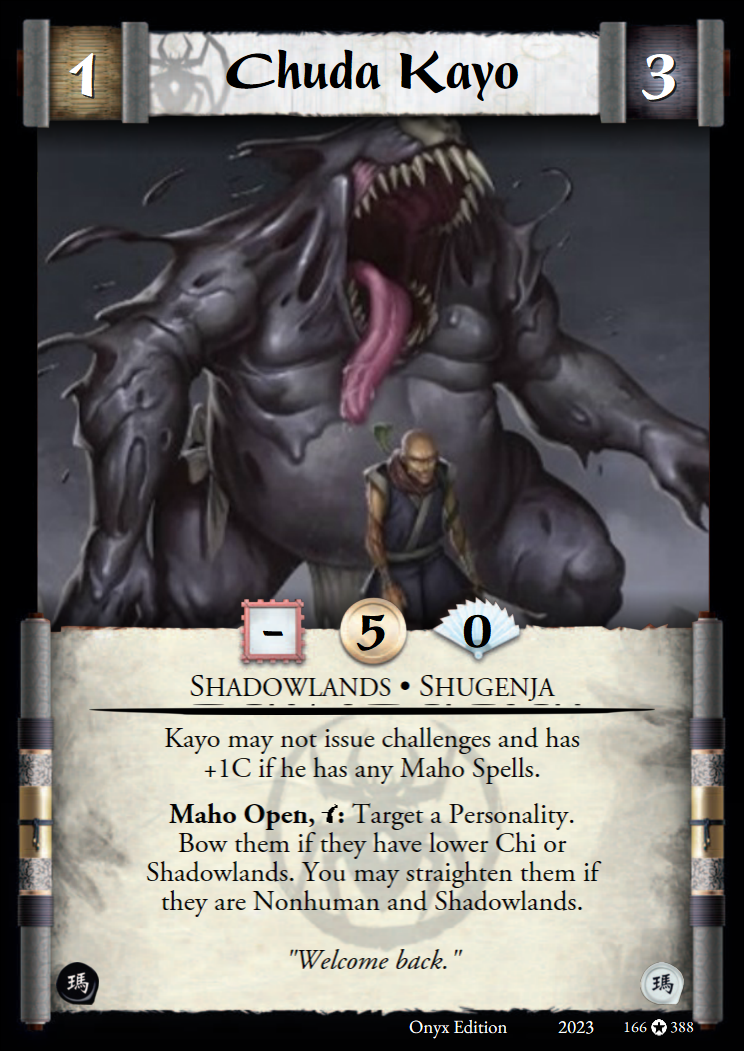 1 Chuda Kayo 3
- 5 0
Shadowlands • Shugenja
Kayo may not issue challenges and has
+1C if he has any Maho Spells.
Maho Open, : Target a Personality.
Bow them if they have lower Chi or
Shadowlands. You may straighten them if
they are Nonhuman and Shadowlands.
"Welcome back."
瑪 瑪
Onyx Edition 2023 166 ✪ 388